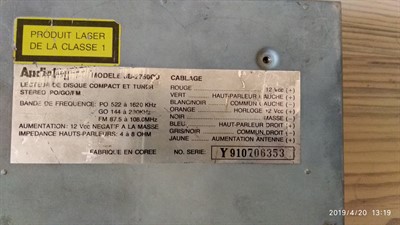 PRODUIT LASER
DE LA CLASSE 1
MODELE
CABLAGE
LECTEUR DE DISQUE COMPACT ET TUNER
STEREO PO/GO/FM
BANDE DE FREQUENCE: PO 522 à 1620 KHz
GO 144 à 290KHz
FM 87.5 à 108.0MHz
ALIMENTATION: 12 Vcc NEGATIF A LA MASSE
IMPEDANCE HAUTS-PARLEURS: 4 à 8 OHM
FABRIQUE EN COREE
ROUGE 12 Vcc (+)
VERT HAUT-PARLEUR GAUCHE (+)
BLANC/NOIR COMMUN GAUCHE (-)
ORANGE HORLOGE 12 Vcc (+)
NOIR MASSE (-)
BLEU HAUT-PARLEUR DROIT (+)
GRIS/NOIR COMMUN DROIT (-)
JAUNE ALIMENTATION ANTENNE (+)
NO. SERIE: Y910706353
2019/4/20 13:19